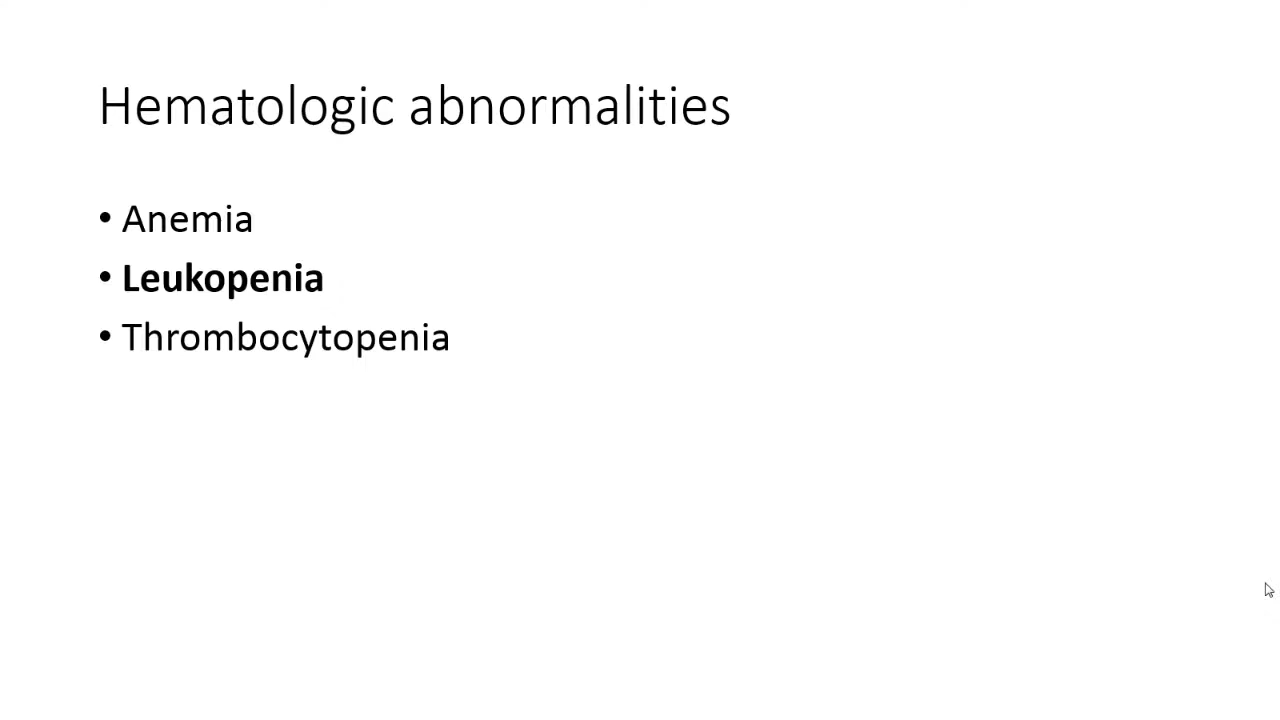 Hematologic abnormalities
• Anemia
• Leukopenia
• Thrombocytopenia